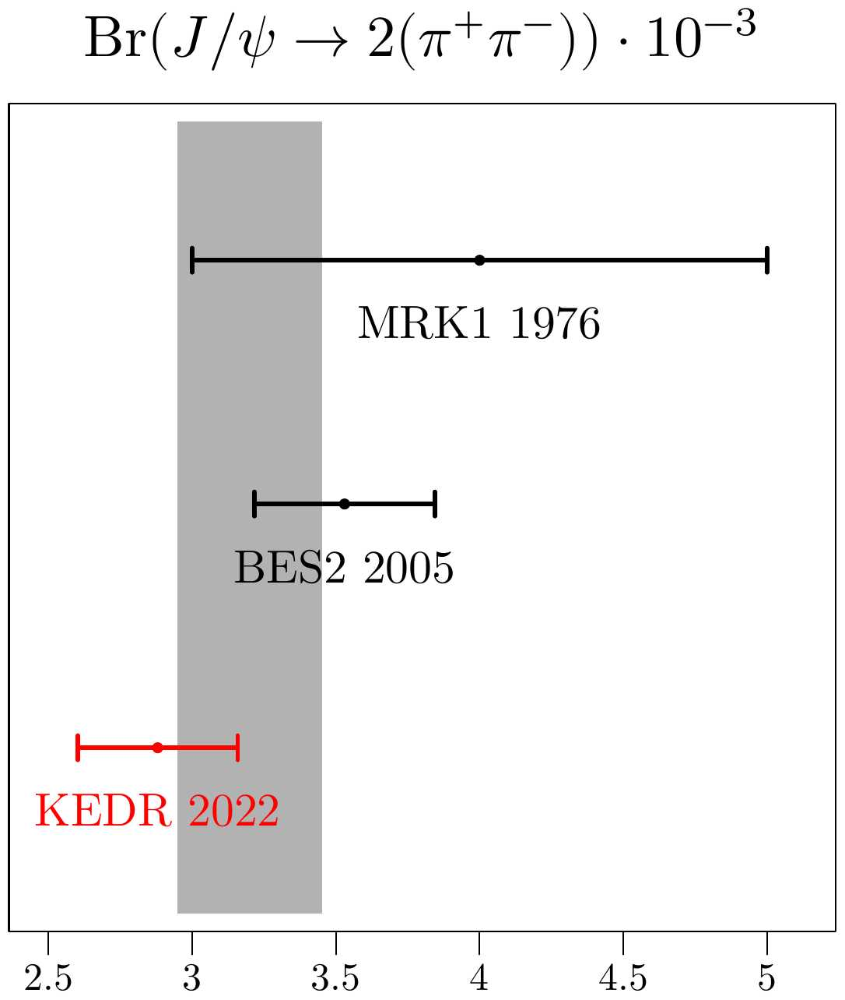 Br(J/ψ → 2(π⁺π⁻)) · 10⁻³
MRK1 1976
BES2 2005
KEDR 2022
2.5 3 3.5 4 4.5 5